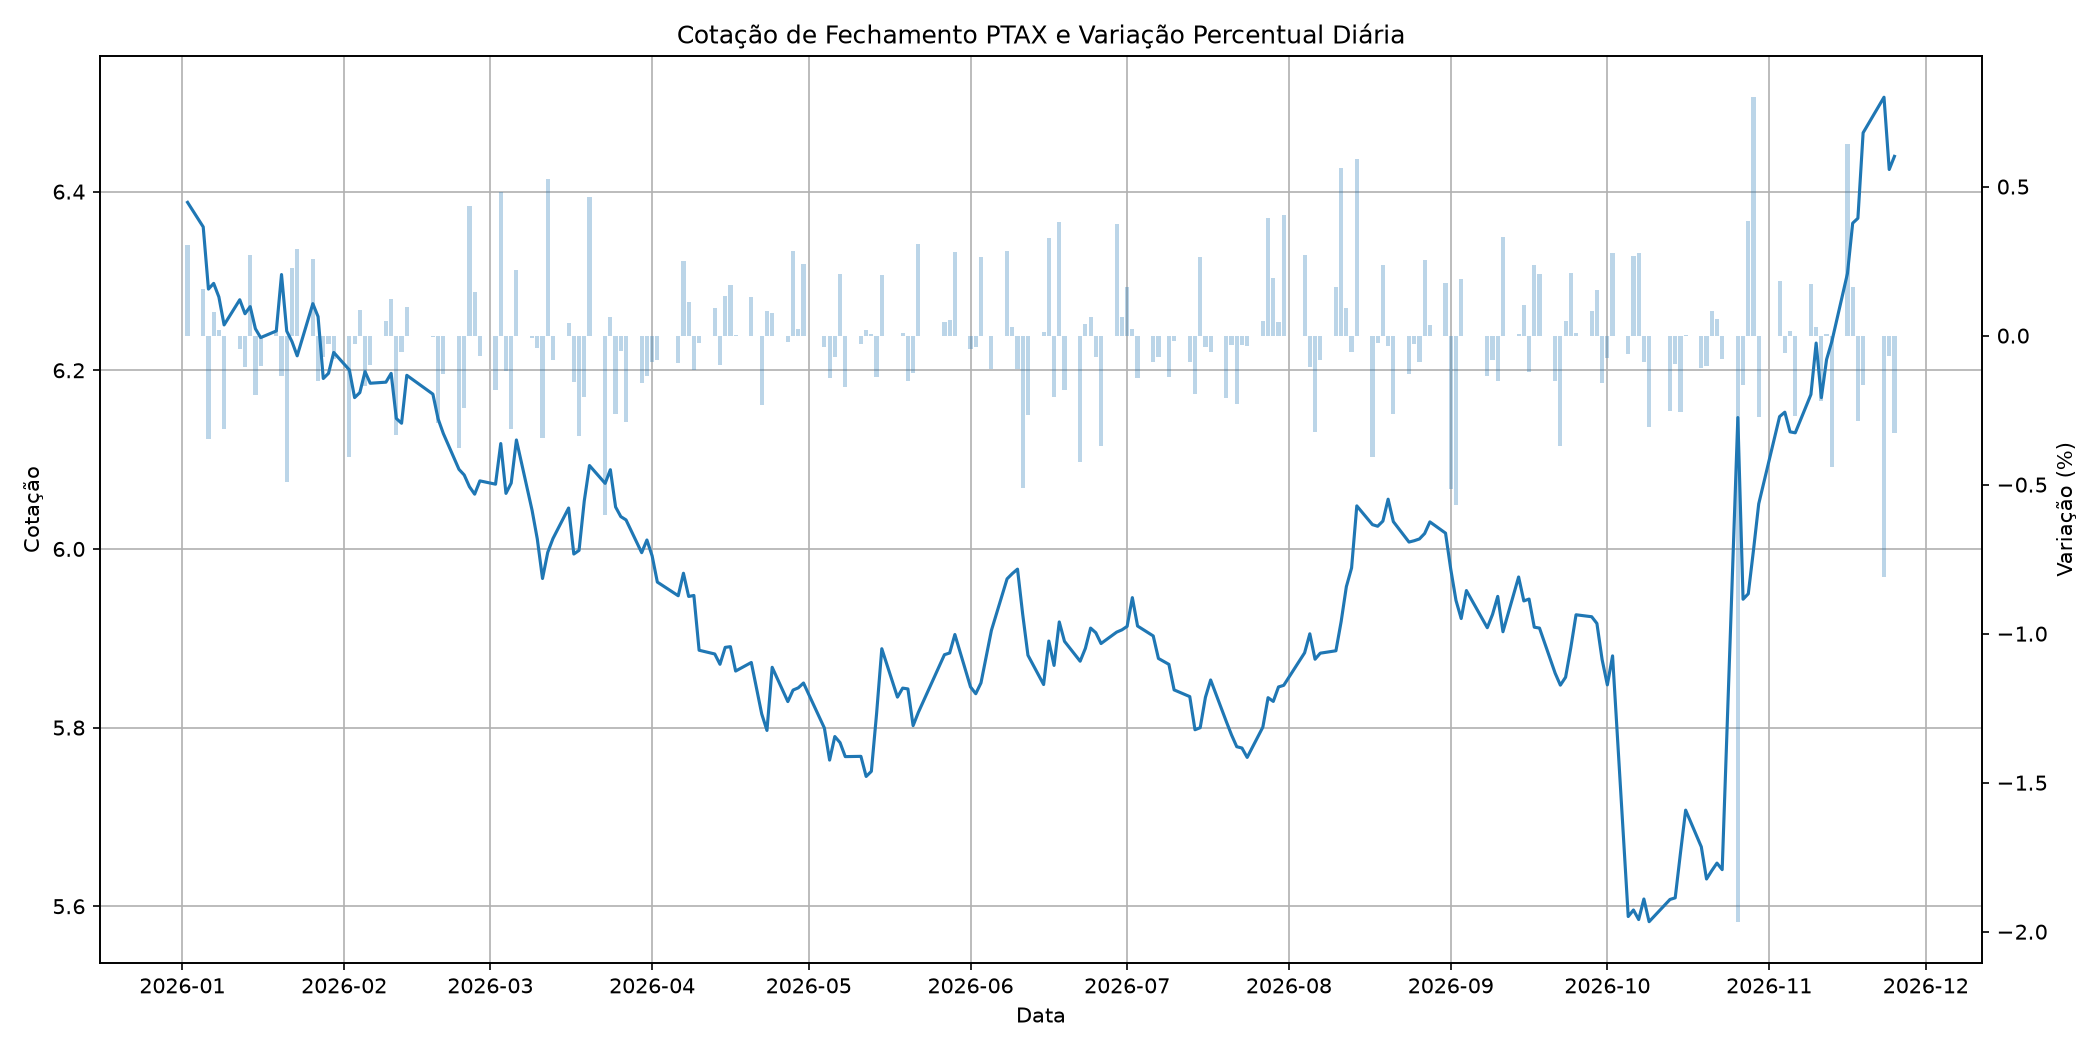 Cotação de Fechamento PTAX e Variação Percentual Diária
6.4
6.2
6.0
5.8
5.6
Cotação
0.5
0.0
−0.5
−1.0
−1.5
−2.0
Variação (%)
2026-01 2026-02 2026-03 2026-04 2026-05 2026-06 2026-07 2026-08 2026-09 2026-10 2026-11 2026-12
Data